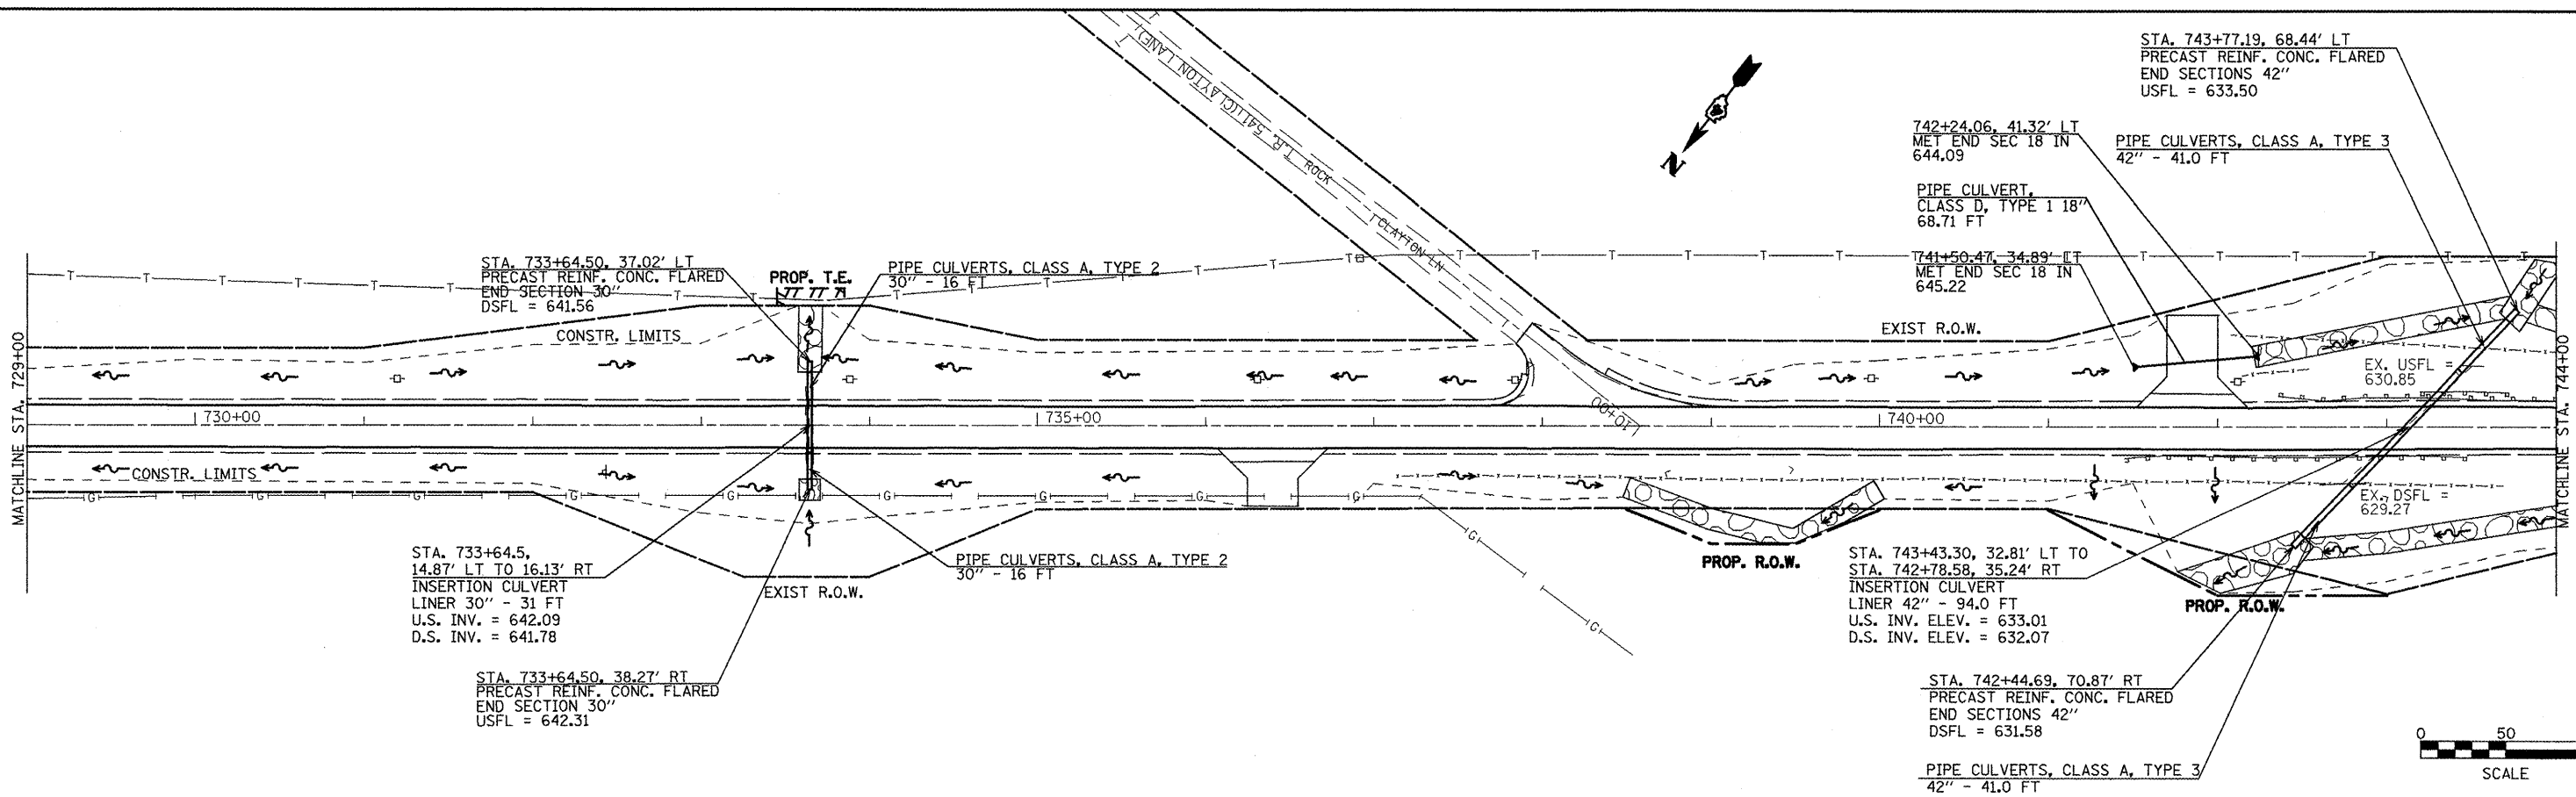 STA. 743+77.19, 68.44' LT
PRECAST REINF. CONC. FLARED
END SECTIONS 42"
USFL = 633.50
(CLAYTON LANE)
T.R. 541
ROCK
CLAYTON LN
N
742+24.06, 41.32' LT
MET END SEC 18 IN
644.09
PIPE CULVERTS, CLASS A, TYPE 3
42" - 41.0 FT
PIPE CULVERT,
CLASS D, TYPE 1 18"
68.71 FT
741+50.47, 34.89' LT
MET END SEC 18 IN
645.22
STA. 733+64.50, 37.02' LT
PRECAST REINF. CONC. FLARED
END SECTION 30"
DSFL = 641.56
PROP. T.E.
PIPE CULVERTS, CLASS A, TYPE 2
30" - 16 FT
CONSTR. LIMITS
EXIST R.O.W.
EX. USFL =
630.85
MATCHLINE STA. 729+00
730+00
735+00
110+00
740+00
MATCHLINE STA. 744+00
CONSTR. LIMITS
EX. DSFL =
629.27
STA. 733+64.5,
14.87' LT TO 16.13' RT
INSERTION CULVERT
LINER 30" - 31 FT
U.S. INV. = 642.09
D.S. INV. = 641.78
PIPE CULVERTS, CLASS A, TYPE 2
30" - 16 FT
EXIST R.O.W.
PROP. R.O.W.
STA. 743+43.30, 32.81' LT TO
STA. 742+78.58, 35.24' RT
INSERTION CULVERT
LINER 42" - 94.0 FT
U.S. INV. ELEV. = 633.01
D.S. INV. ELEV. = 632.07
PROP. R.O.W.
STA. 733+64.50, 38.27' RT
PRECAST REINF. CONC. FLARED
END SECTION 30"
USFL = 642.31
STA. 742+44.69, 70.87' RT
PRECAST REINF. CONC. FLARED
END SECTIONS 42"
DSFL = 631.58
PIPE CULVERTS, CLASS A, TYPE 3
42" - 41.0 FT
0 50
SCALE